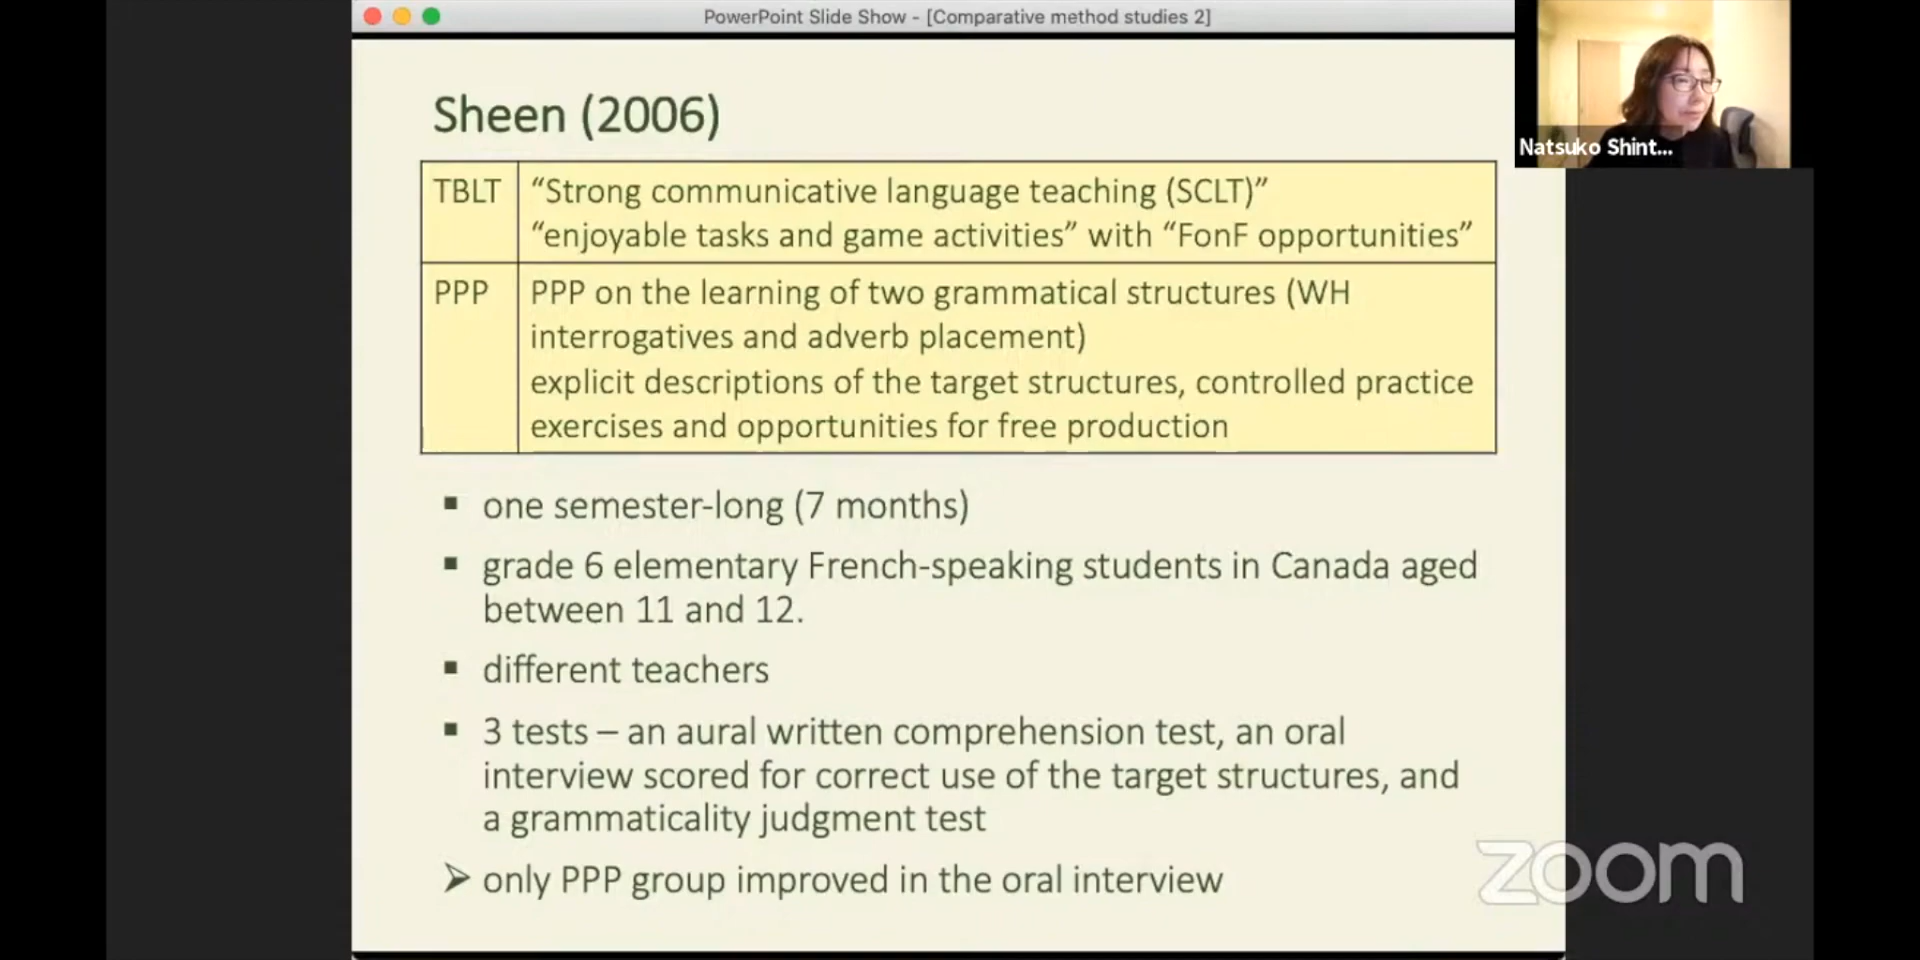 PowerPoint Slide Show - [Comparative method studies 2]
Natsuko Shint...
Sheen (2006)
TBLT
“Strong communicative language teaching (SCLT)”
“enjoyable tasks and game activities” with “FonF opportunities”
PPP
PPP on the learning of two grammatical structures (WH
interrogatives and adverb placement)
explicit descriptions of the target structures, controlled practice
exercises and opportunities for free production
▪ one semester-long (7 months)
▪ grade 6 elementary French-speaking students in Canada aged
between 11 and 12.
▪ different teachers
▪ 3 tests – an aural written comprehension test, an oral
interview scored for correct use of the target structures, and
a grammaticality judgment test
➢ only PPP group improved in the oral interview
zoom